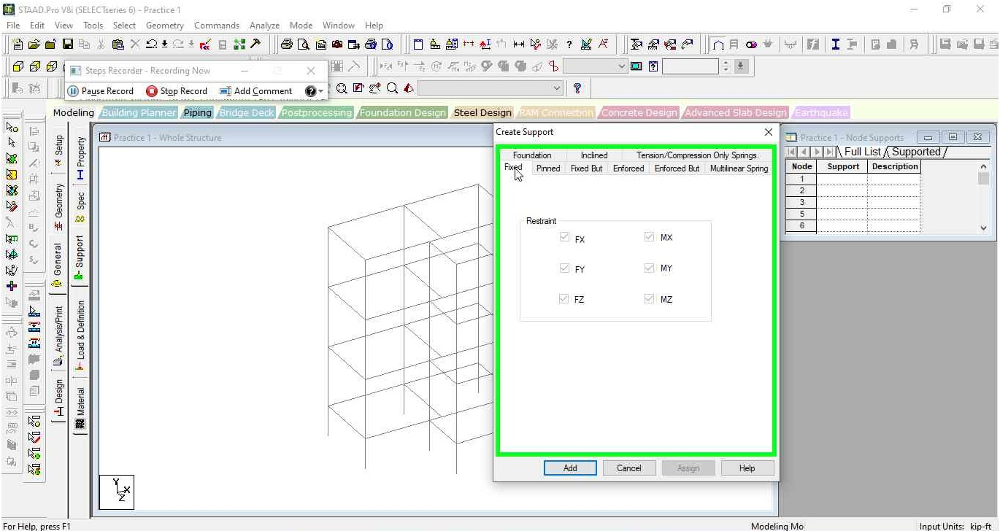 STAAD.Pro V8i (SELECTseries 6) - Practice 1
File Edit View Tools Select Geometry Commands Analyze Mode Window Help
Steps Recorder - Recording Now
Pause Record Stop Record Add Comment
Modeling Building Planner Piping Bridge Deck Postprocessing Foundation Design Steel Design RAM Connection Concrete Design Advanced Slab Design Earthquake
Setup
Geometry
General
Analysis/Print
Design
Property
Spec
Support
Load & Definition
Material
Practice 1 - Whole Structure
Y
X
Z
Create Support
Foundation Inclined Tension/Compression Only Springs.
Fixed Pinned Fixed But Enforced Enforced But Multilinear Spring
Restraint
FX MX
FY MY
FZ MZ
Add Cancel Assign Help
Practice 1 - Node Supports
Full List Supported
Node Support Description
1
2
3
5
6
For Help, press F1 Modeling Mo Input Units: kip-ft